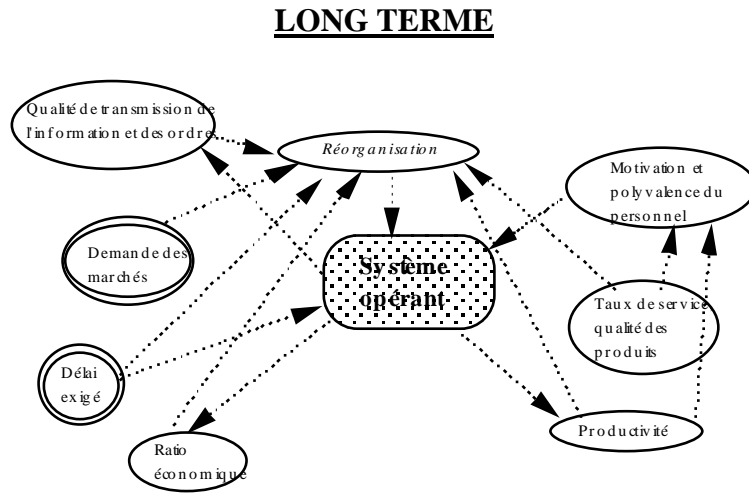 LONG TERME
Qualité de transmission de
l'information et des ordres
Réorganisation
Motivation et
polyvalence du
personnel
Demande des
marchés
Système
opérant
Taux de service
qualité des
produits
Délai
exigé
Productivité
Ratio
économique